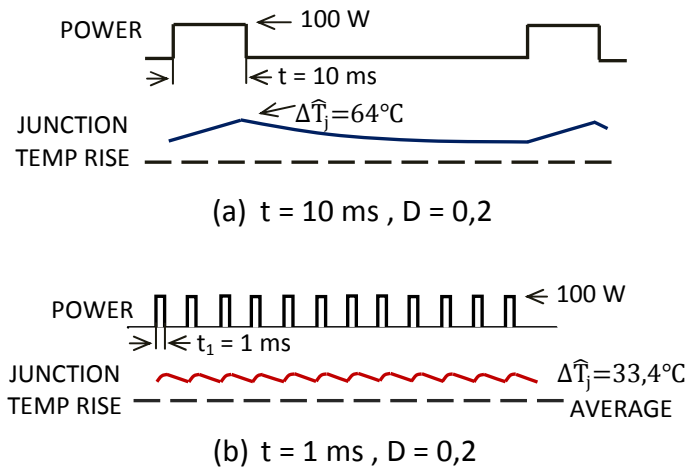 POWER
100 W
t = 10 ms
ΔT̂ⱼ=64℃
JUNCTION
TEMP RISE
(a) t = 10 ms , D = 0,2
POWER
100 W
t₁ = 1 ms
JUNCTION
TEMP RISE
ΔT̂ⱼ=33,4℃
AVERAGE
(b) t = 1 ms , D = 0,2